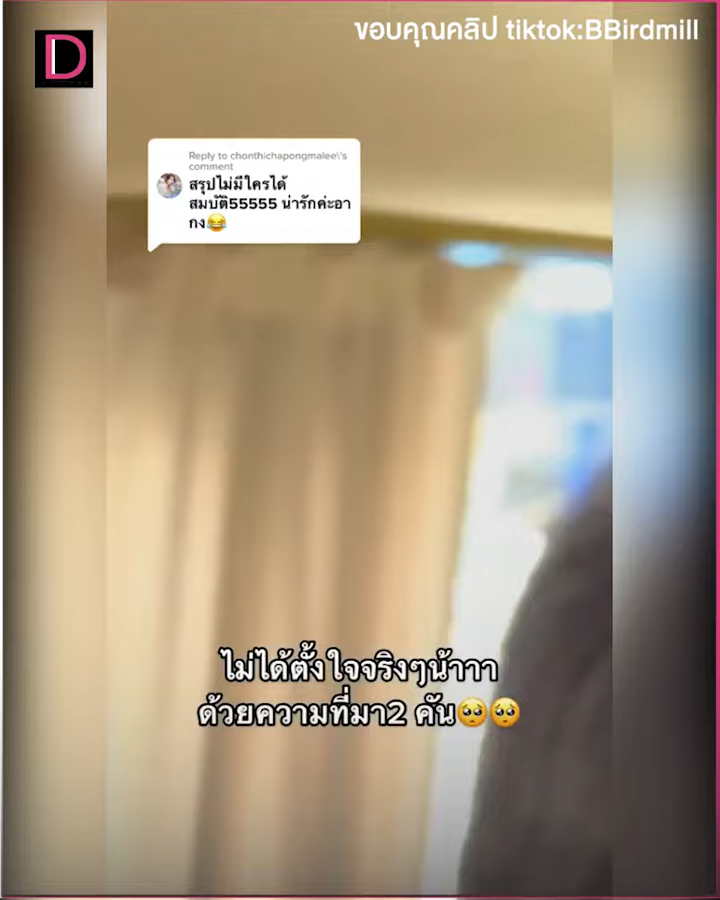 ขอบคุณคลิป tiktok:BBirdmill
D
Reply to chonthichapongmalee\'s
comment
สรุปไม่มีใครได้
สมบัติ55555 น่ารักค่ะอา
กง😂
ไม่ได้ตั้งใจจริงๆน้าาา
ด้วยความที่มา2 คัน🥺🥺